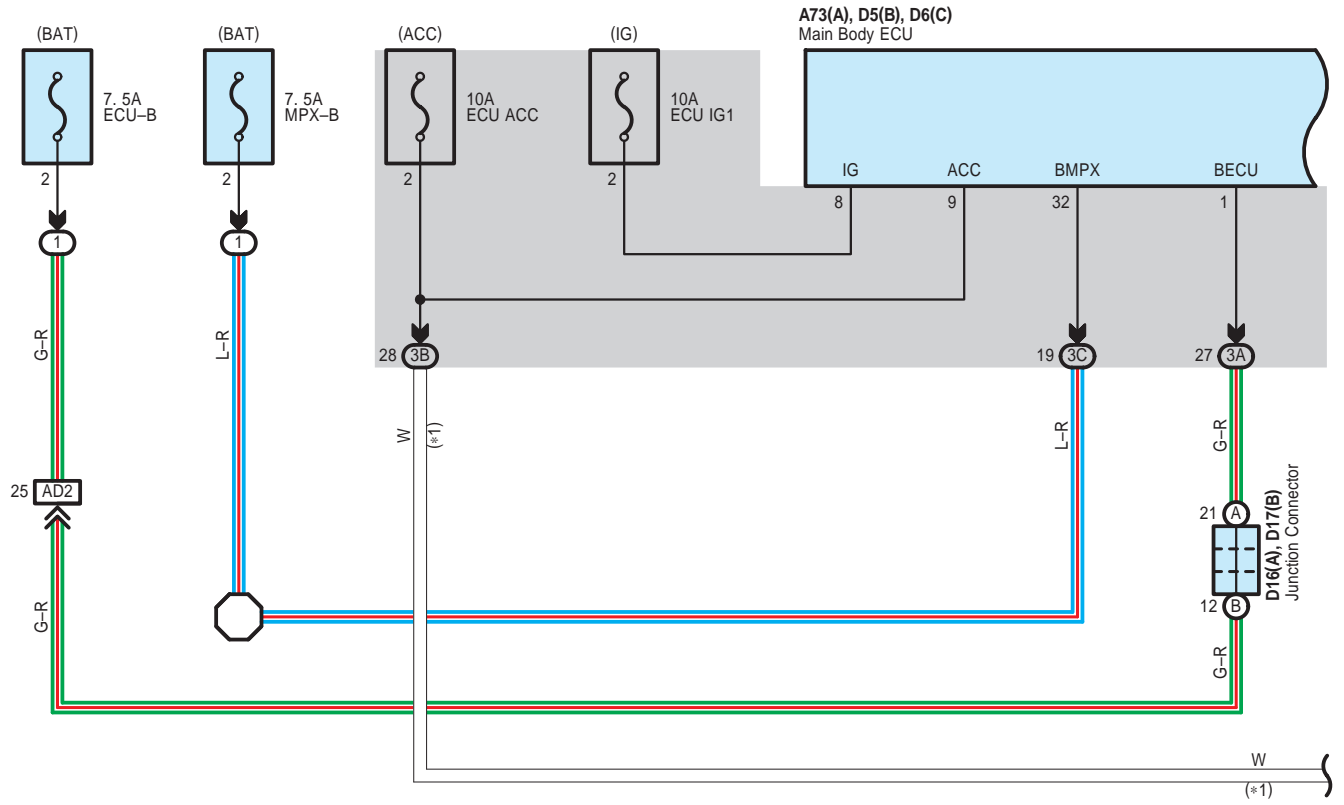 A73(A), D5(B), D6(C)
Main Body ECU
(BAT)
(BAT)
(ACC)
(IG)
7. 5A
ECU–B
7. 5A
MPX–B
10A
ECU ACC
10A
ECU IG1
IG
ACC
BMPX
BECU
2
2
2
2
8
9
32
1
1
1
G–R
L–R
28
3B
19
3C
27
3A
W
(*1)
L–R
G–R
25
AD2
21
A
D16(A), D17(B)
Junction Connector
12
B
G–R
G–R
W
(*1)